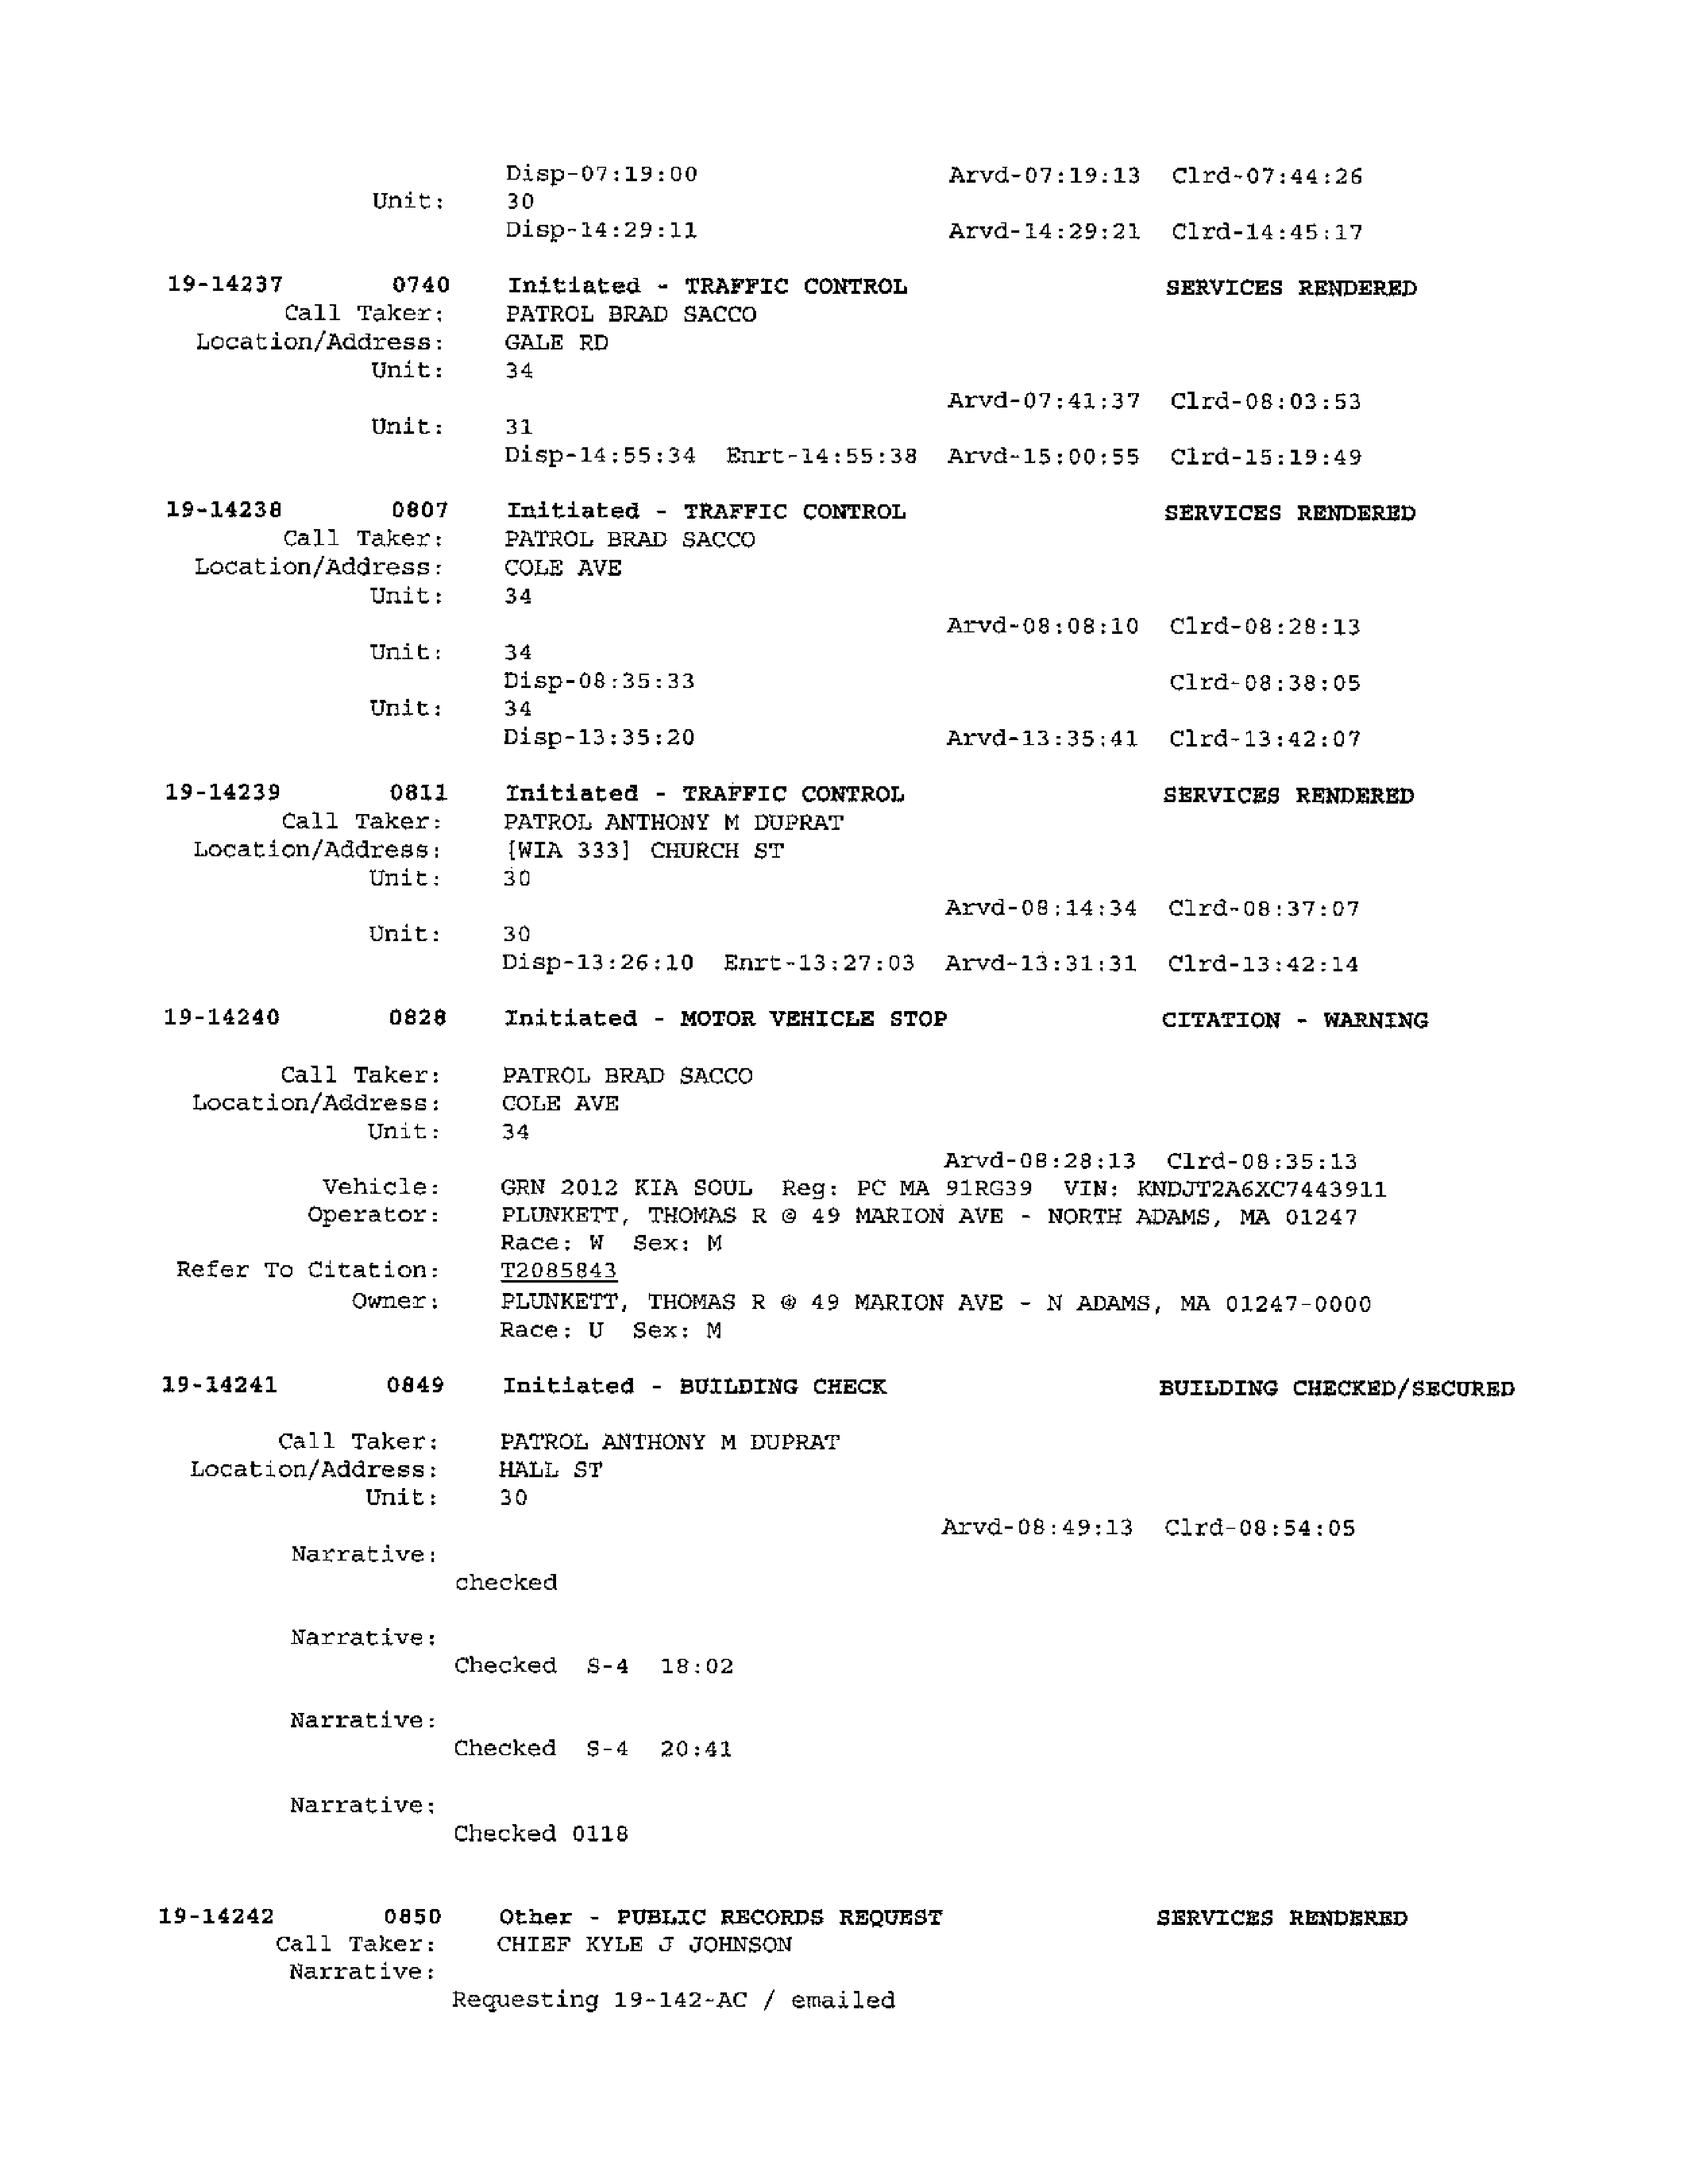 Disp-07:19:00 Arvd-07:19:13 Clrd-07:44:26
Unit: 30
Disp-14:29:11 Arvd-14:29:21 Clrd-14:45:17
19-14237 0740 Initiated - TRAFFIC CONTROL SERVICES RENDERED
Call Taker: PATROL BRAD SACCO
Location/Address: GALE RD
Unit: 34
Arvd-07:41:37 Clrd-08:03:53
Unit: 31
Disp-14:55:34 Enrt-14:55:38 Arvd-15:00:55 Clrd-15:19:49
19-14238 0807 Initiated - TRAFFIC CONTROL SERVICES RENDERED
Call Taker: PATROL BRAD SACCO
Location/Address: COLE AVE
Unit: 34
Arvd-08:08:10 Clrd-08:28:13
Unit: 34
Disp-08:35:33 Clrd-08:38:05
Unit: 34
Disp-13:35:20 Arvd-13:35:41 Clrd-13:42:07
19-14239 0811 Initiated - TRAFFIC CONTROL SERVICES RENDERED
Call Taker: PATROL ANTHONY M DUPRAT
Location/Address: [WIA 333] CHURCH ST
Unit: 30
Arvd-08:14:34 Clrd-08:37:07
Unit: 30
Disp-13:26:10 Enrt-13:27:03 Arvd-13:31:31 Clrd-13:42:14
19-14240 0828 Initiated - MOTOR VEHICLE STOP CITATION - WARNING
Call Taker: PATROL BRAD SACCO
Location/Address: COLE AVE
Unit: 34
Arvd-08:28:13 Clrd-08:35:13
Vehicle: GRN 2012 KIA SOUL Reg: PC MA 91RG39 VIN: KNDJT2A6XC7443911
Operator: PLUNKETT, THOMAS R @ 49 MARION AVE - NORTH ADAMS, MA 01247
Race: W Sex: M
Refer To Citation: T2085843
Owner: PLUNKETT, THOMAS R @ 49 MARION AVE - N ADAMS, MA 01247-0000
Race: U Sex: M
19-14241 0849 Initiated - BUILDING CHECK BUILDING CHECKED/SECURED
Call Taker: PATROL ANTHONY M DUPRAT
Location/Address: HALL ST
Unit: 30
Arvd-08:49:13 Clrd-08:54:05
Narrative:
checked
Narrative:
Checked S-4 18:02
Narrative:
Checked S-4 20:41
Narrative:
Checked 0118
19-14242 0850 Other - PUBLIC RECORDS REQUEST SERVICES RENDERED
Call Taker: CHIEF KYLE J JOHNSON
Narrative:
Requesting 19-142-AC / emailed